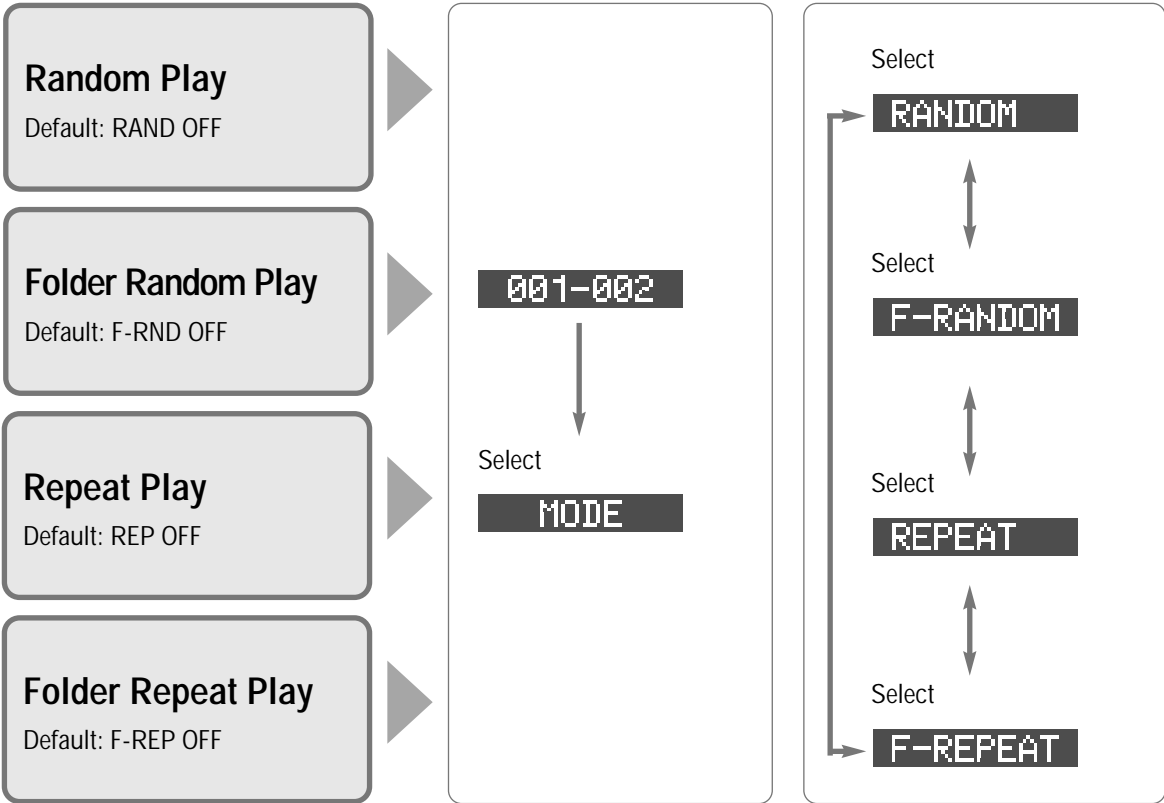 Random Play
Default: RAND OFF
Folder Random Play
Default: F-RND OFF
Repeat Play
Default: REP OFF
Folder Repeat Play
Default: F-REP OFF
001-002
Select
MODE
Select
RANDOM
Select
F-RANDOM
Select
REPEAT
Select
F-REPEAT